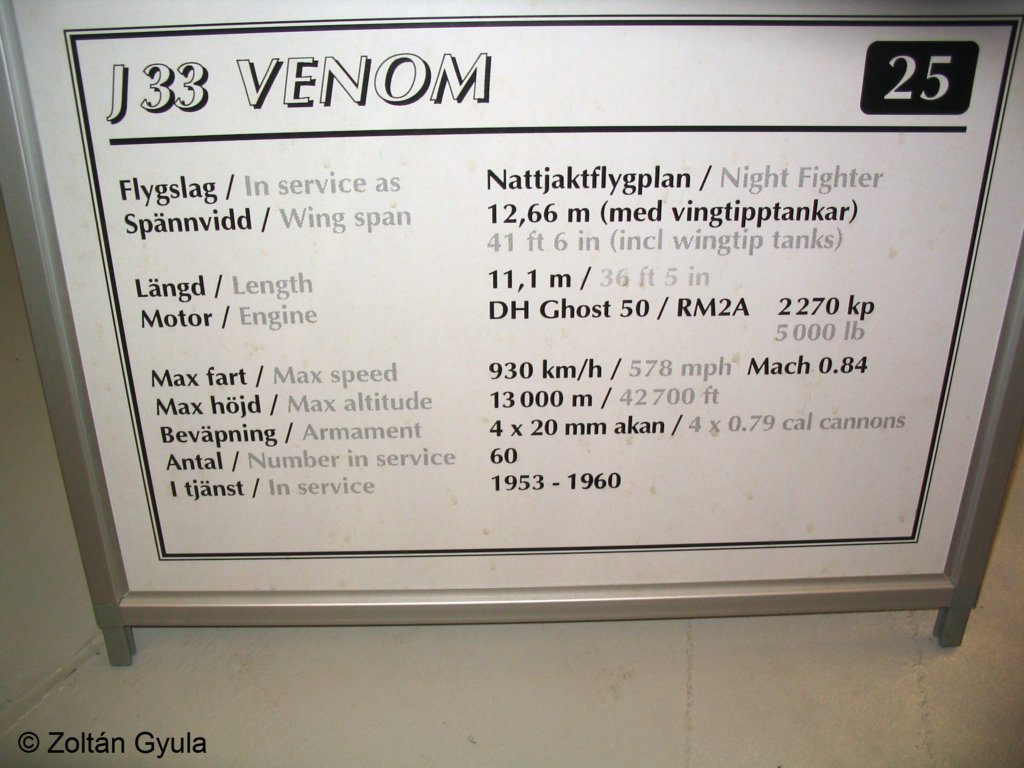 J 33 VENOM 25
Flygslag / In service as Nattjaktflygplan / Night Fighter
Spännvidd / Wing span 12,66 m (med vingtipptankar)
41 ft 6 in (incl wingtip tanks)
Längd / Length 11,1 m / 36 ft 5 in
Motor / Engine DH Ghost 50 / RM2A 2270 kp
5000 lb
Max fart / Max speed 930 km/h / 578 mph Mach 0.84
Max höjd / Max altitude 13000 m / 42700 ft
Beväpning / Armament 4 x 20 mm akan / 4 x 0.79 cal cannons
Antal / Number in service 60
I tjänst / In service 1953 - 1960
© Zoltán Gyula